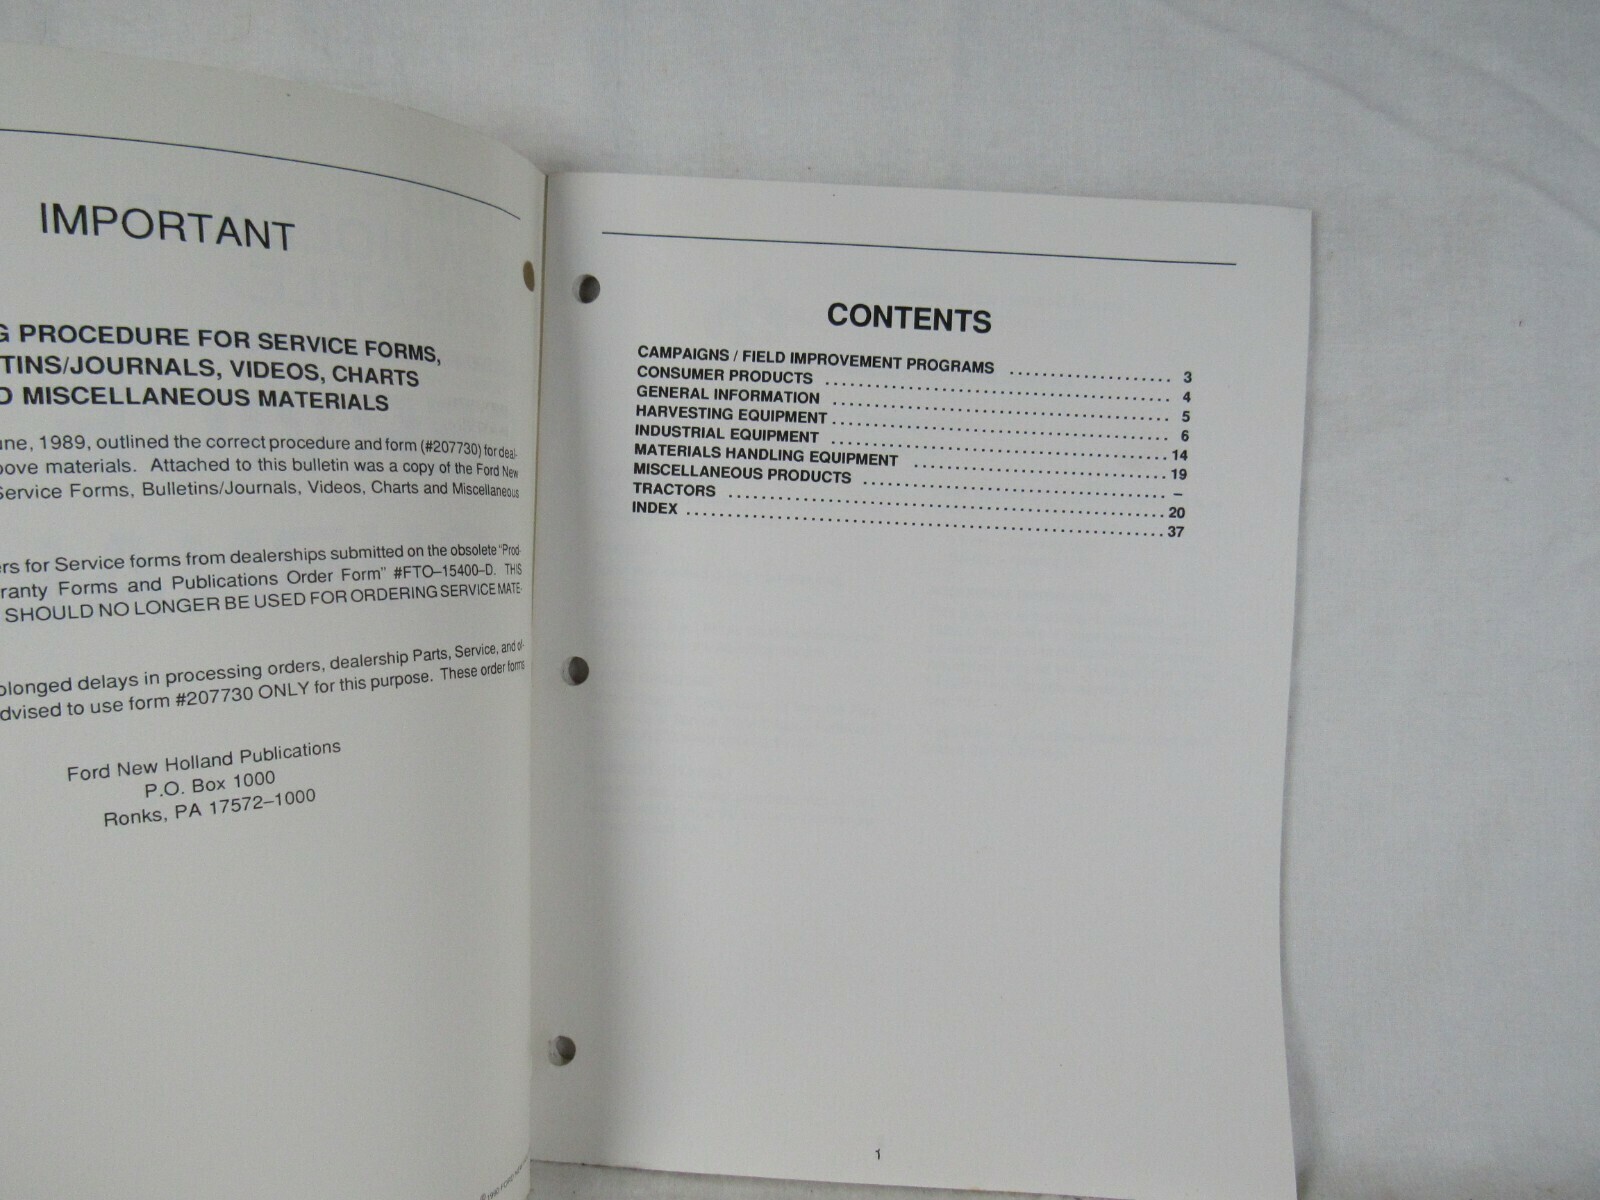 IMPORTANT
PROCEDURE FOR SERVICE FORMS,
TINS/JOURNALS, VIDEOS, CHARTS
MISCELLANEOUS MATERIALS
une, 1989, outlined the correct procedure and form (#207730) for deal-
ove materials. Attached to this bulletin was a copy of the Ford New
Service Forms, Bulletins/Journals, Videos, Charts and Miscellaneous
ers for Service forms from dealerships submitted on the obsolete "Prod-
ranty Forms and Publications Order Form" #FTO-15400-D. THIS
SHOULD NO LONGER BE USED FOR ORDERING SERVICE MATE-
olonged delays in processing orders, dealership Parts, Service, and of-
dvised to use form #207730 ONLY for this purpose. These order forms
Ford New Holland Publications
P.O. Box 1000
Ronks, PA 17572-1000
© 1990 FORD NEW
CONTENTS
CAMPAIGNS / FIELD IMPROVEMENT PROGRAMS .................... 3
CONSUMER PRODUCTS .................... 4
GENERAL INFORMATION .................... 5
HARVESTING EQUIPMENT .................... 6
INDUSTRIAL EQUIPMENT .................... 14
MATERIALS HANDLING EQUIPMENT .................... 19
MISCELLANEOUS PRODUCTS .................... –
TRACTORS .................... 20
INDEX .................... 37
1